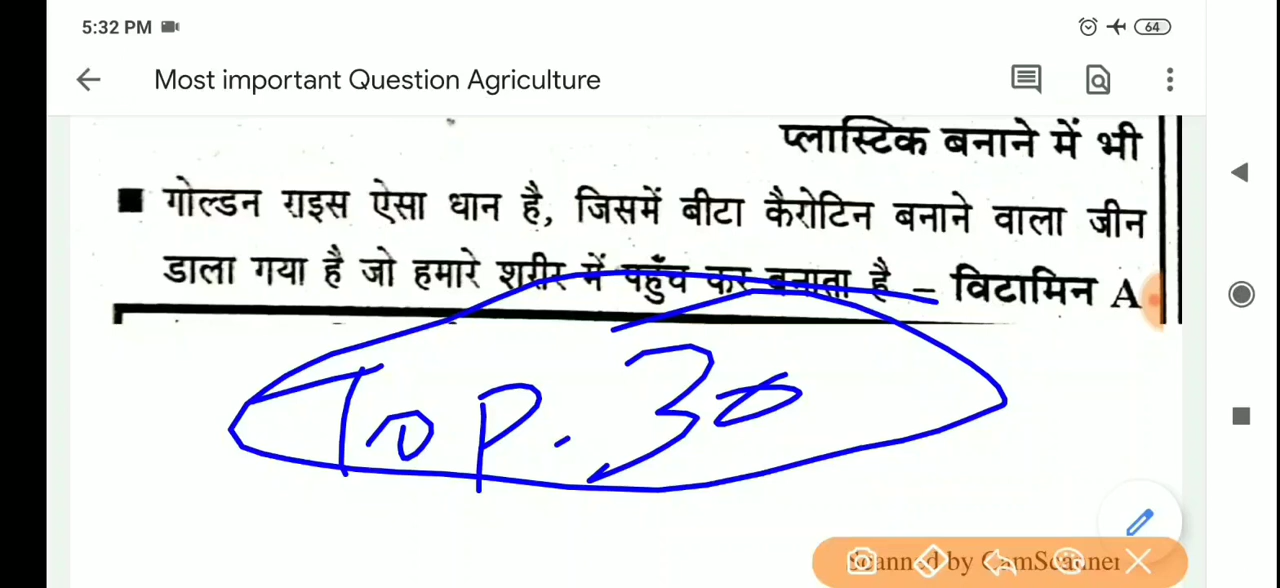 5:32 PM 64
Most important Question Agriculture
प्लास्टिक बनाने में भी
■ गोल्डन राइस ऐसा धान है, जिसमें बीटा कैरोटिन बनाने वाला जीन
डाला गया है जो हमारे शरीर में पहुँच कर बनाता है – विटामिन A
Top. 30
Scanned by CamScanner